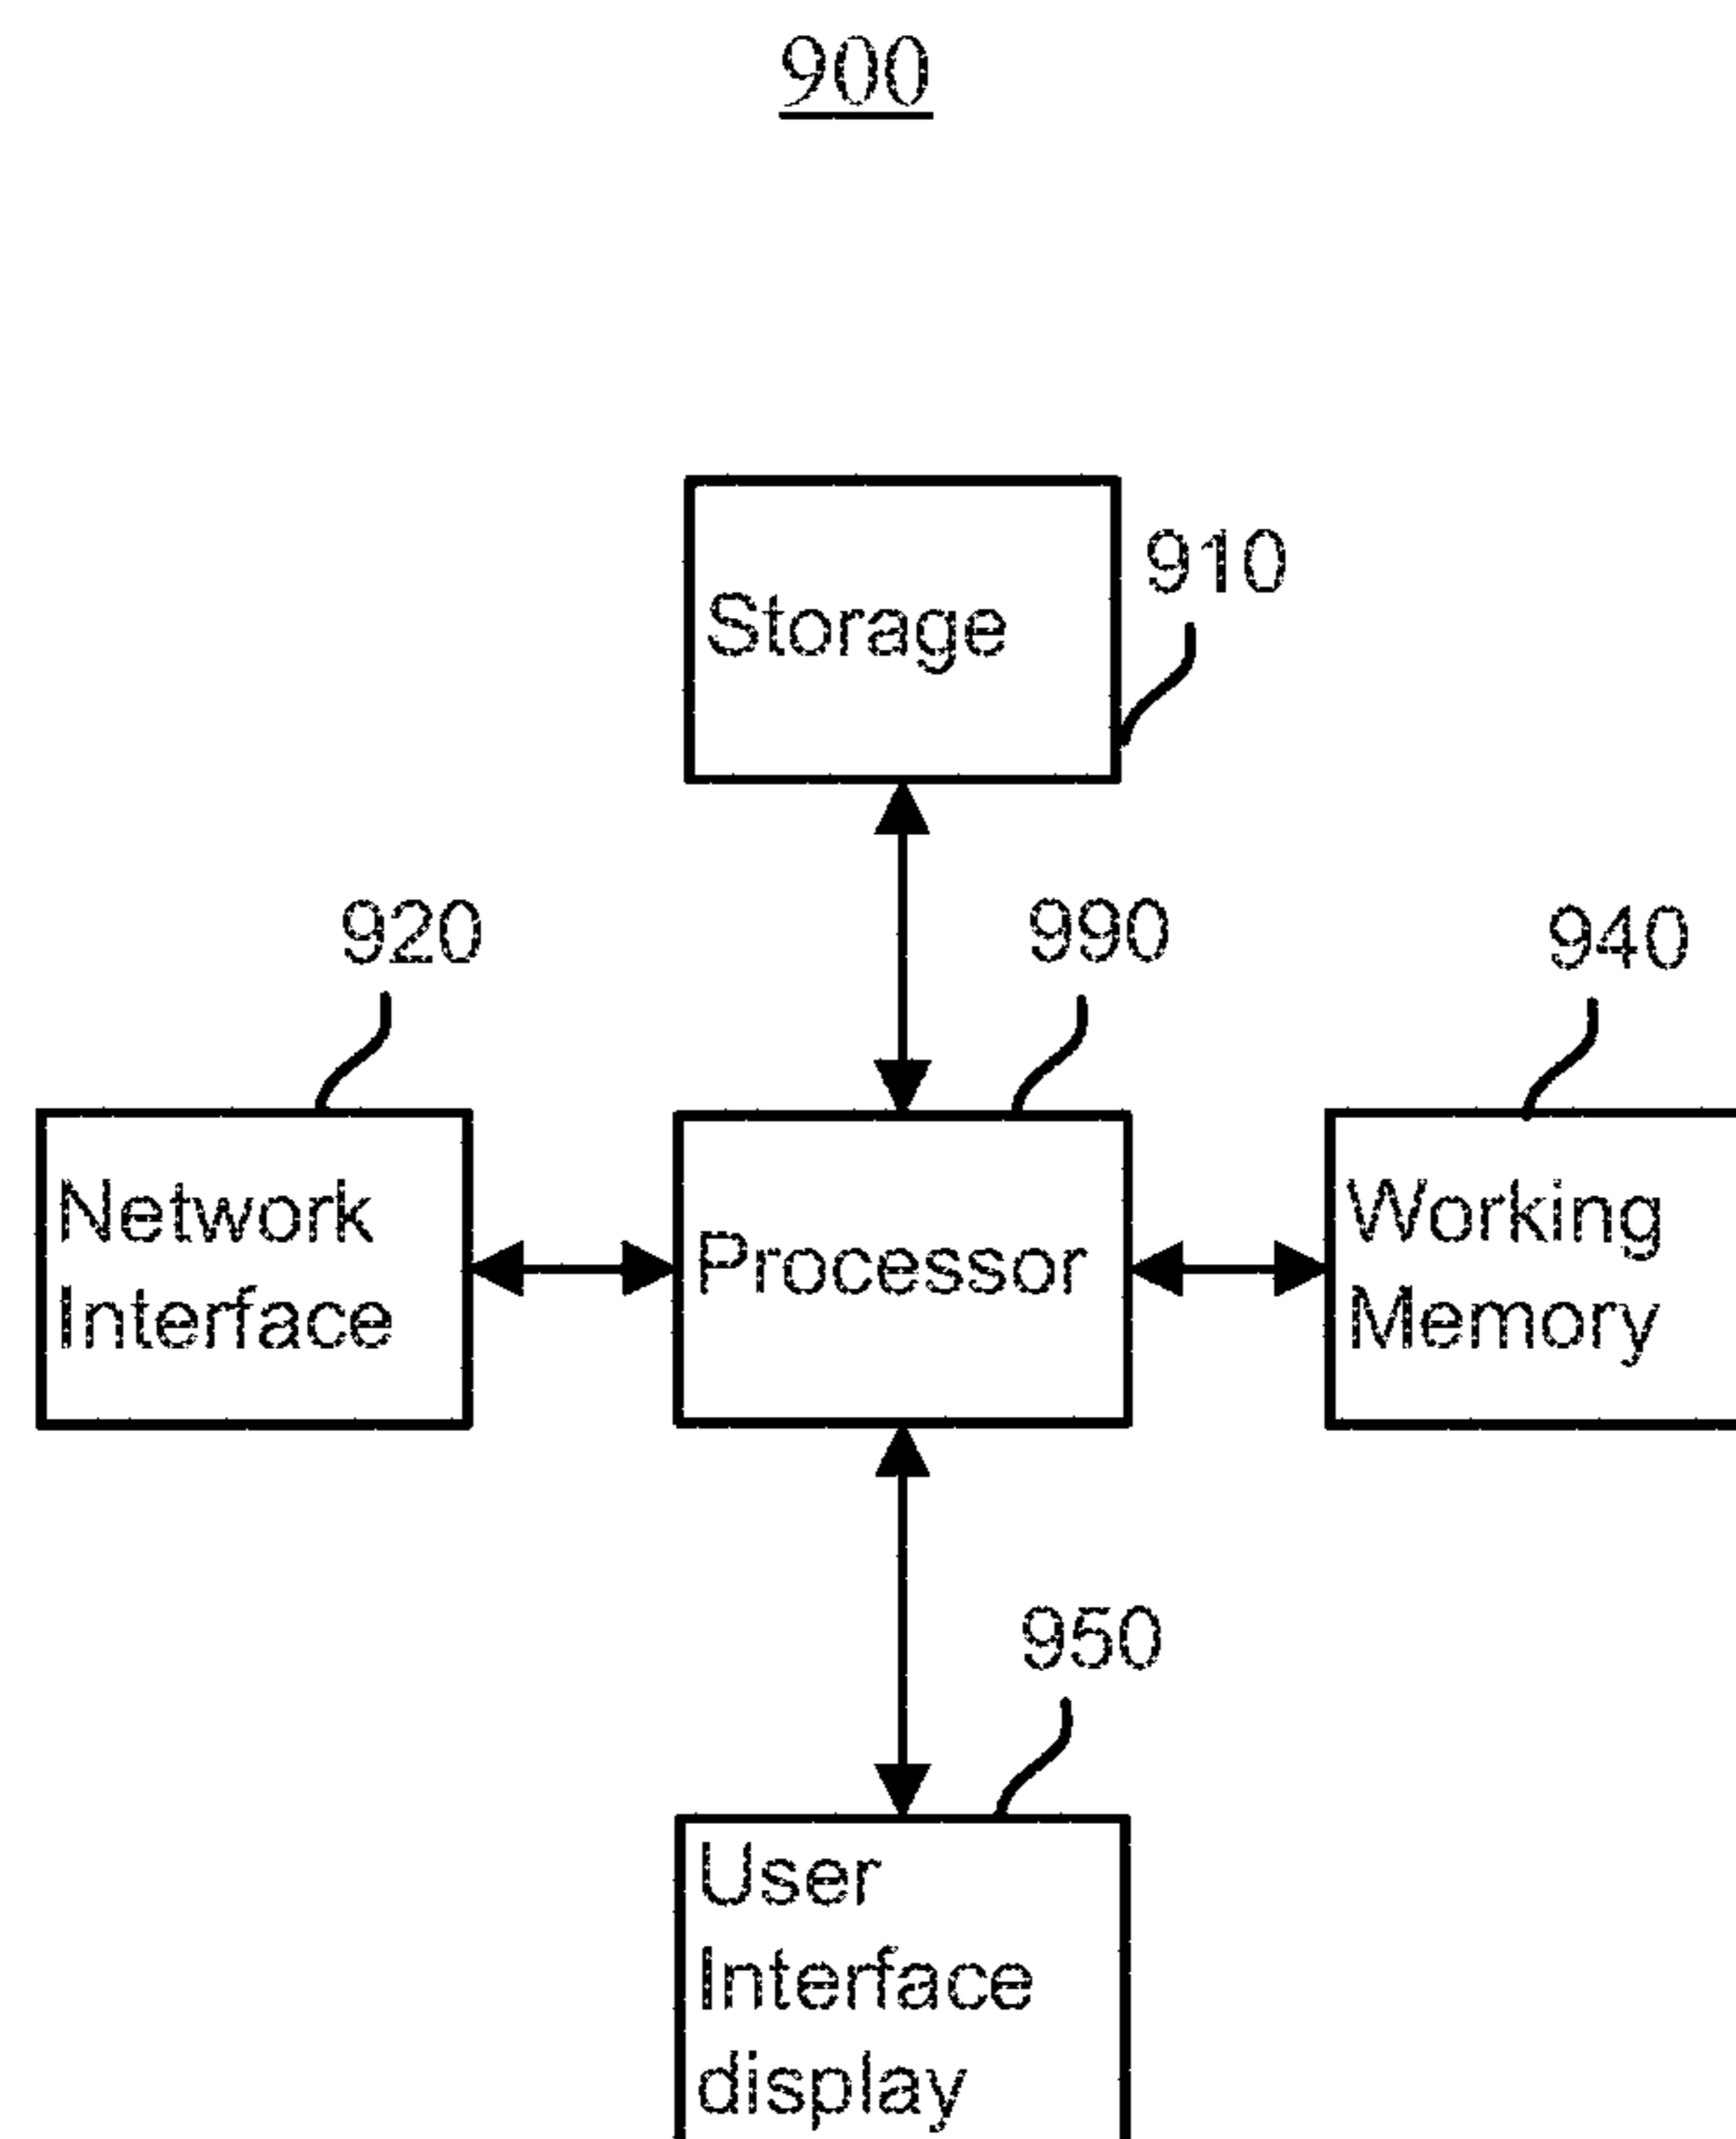 900
Storage
910
920
990
940
Network
Interface
Processor
Working
Memory
950
User
Interface
display